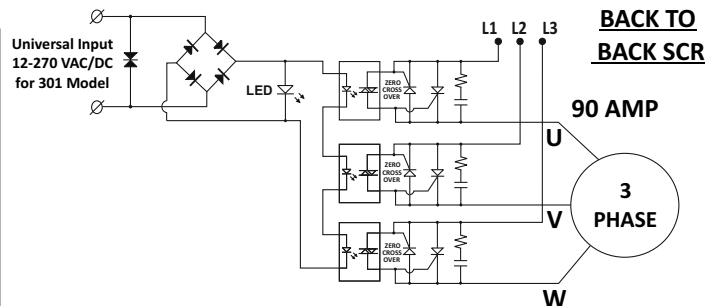 Universal Input
12-270 VAC/DC
for 301 Model
LED
L1 L2 L3
BACK TO
BACK SCR
90 AMP
ZERO
CROSS
OVER
U
ZERO
CROSS
OVER
V
ZERO
CROSS
OVER
W
3
PHASE